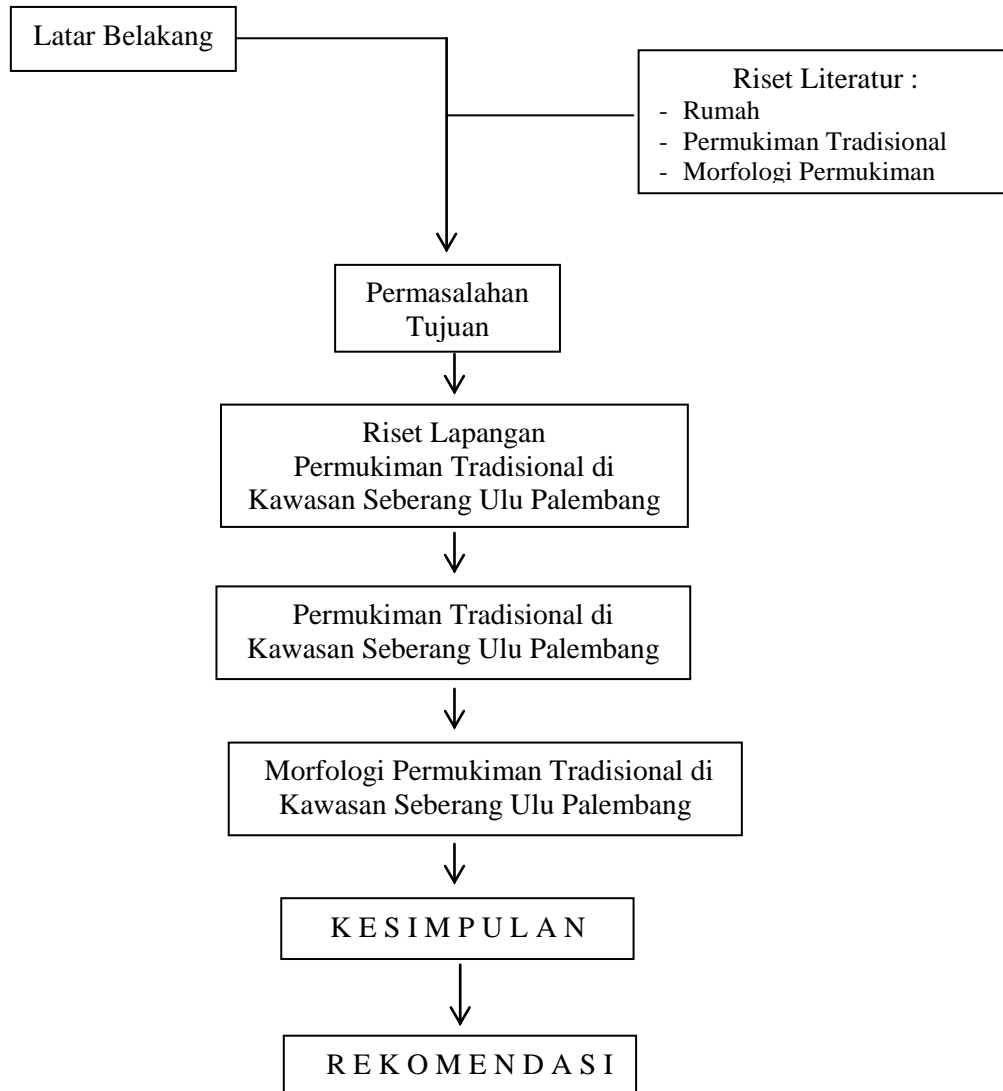 Latar Belakang
Riset Literatur :
- Rumah
- Permukiman Tradisional
- Morfologi Permukiman
Permasalahan
Tujuan
Riset Lapangan
Permukiman Tradisional di
Kawasan Seberang Ulu Palembang
Permukiman Tradisional di
Kawasan Seberang Ulu Palembang
Morfologi Permukiman Tradisional di
Kawasan Seberang Ulu Palembang
K E S I M P U L A N
R E K O M E N D A S I